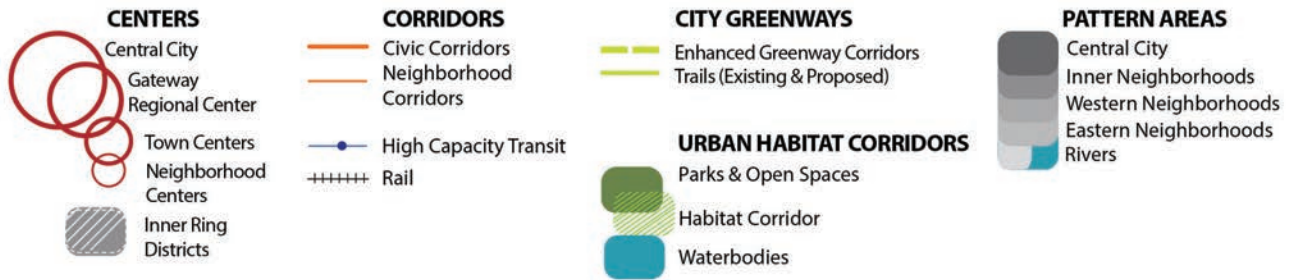 CENTERS
Central City
Gateway
Regional Center
Town Centers
Neighborhood
Centers
Inner Ring
Districts
CORRIDORS
Civic Corridors
Neighborhood
Corridors
High Capacity Transit
Rail
CITY GREENWAYS
Enhanced Greenway Corridors
Trails (Existing & Proposed)
URBAN HABITAT CORRIDORS
Parks & Open Spaces
Habitat Corridor
Waterbodies
PATTERN AREAS
Central City
Inner Neighborhoods
Western Neighborhoods
Eastern Neighborhoods
Rivers